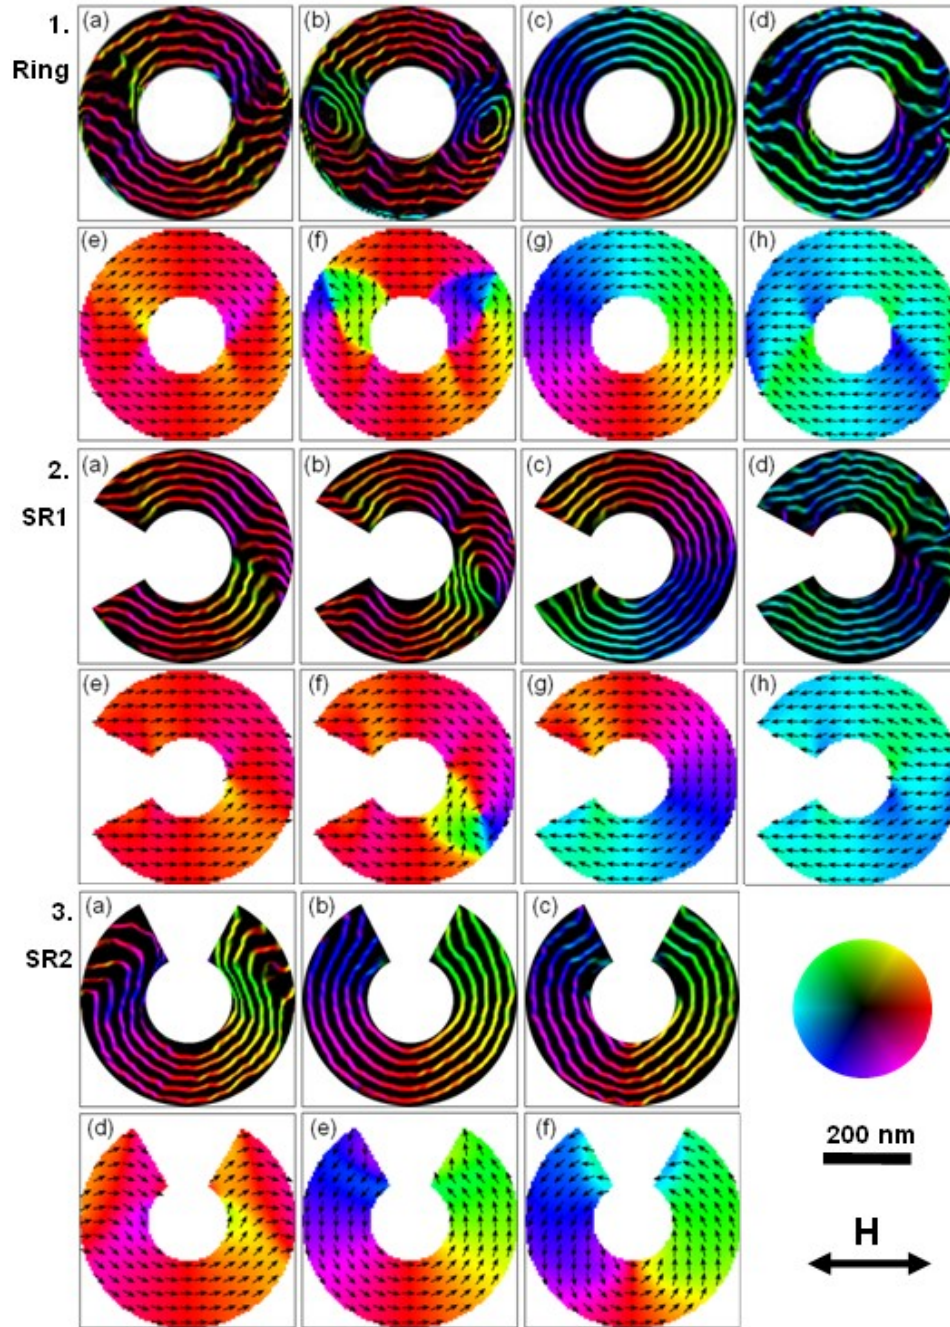 1.
Ring
(a) (b) (c) (d)
(e) (f) (g) (h)
2.
SR1
(a) (b) (c) (d)
(e) (f) (g) (h)
3.
SR2
(a) (b) (c)
(d) (e) (f)
200 nm
H